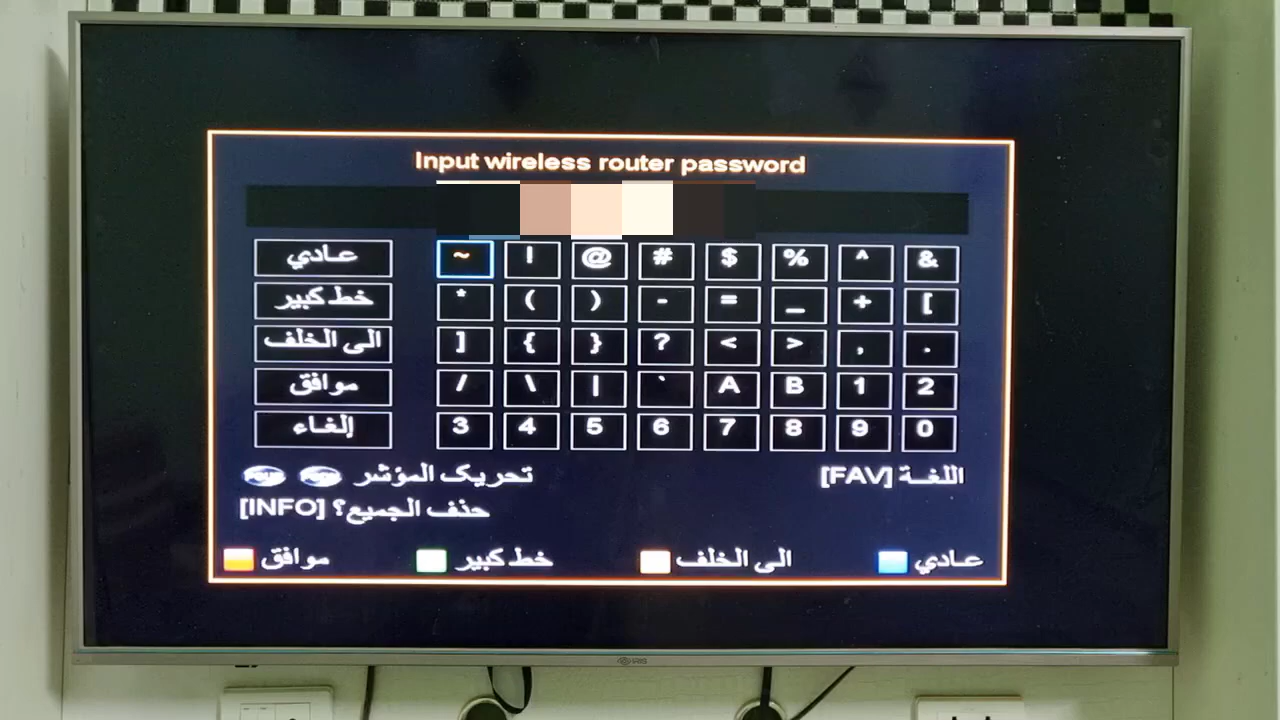 Input wireless router password
عادي ~ ! @ # $ % ^ &
خط كبير * ( ) - = _ + [
الى الخلف ] { } ? < > , .
موافق / \ | ` A B 1 2
إلغاء 3 4 5 6 7 8 9 0
تحريك المؤشر اللغة [FAV]
حذف الجميع؟ [INFO]
موافق خط كبير الى الخلف عادي
IRIS